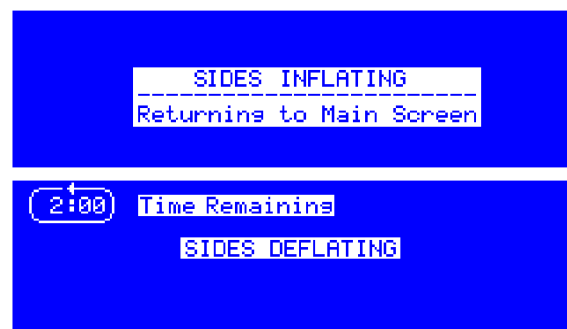 SIDES INFLATING
Returning to Main Screen
2:00 Time Remaining
SIDES DEFLATING